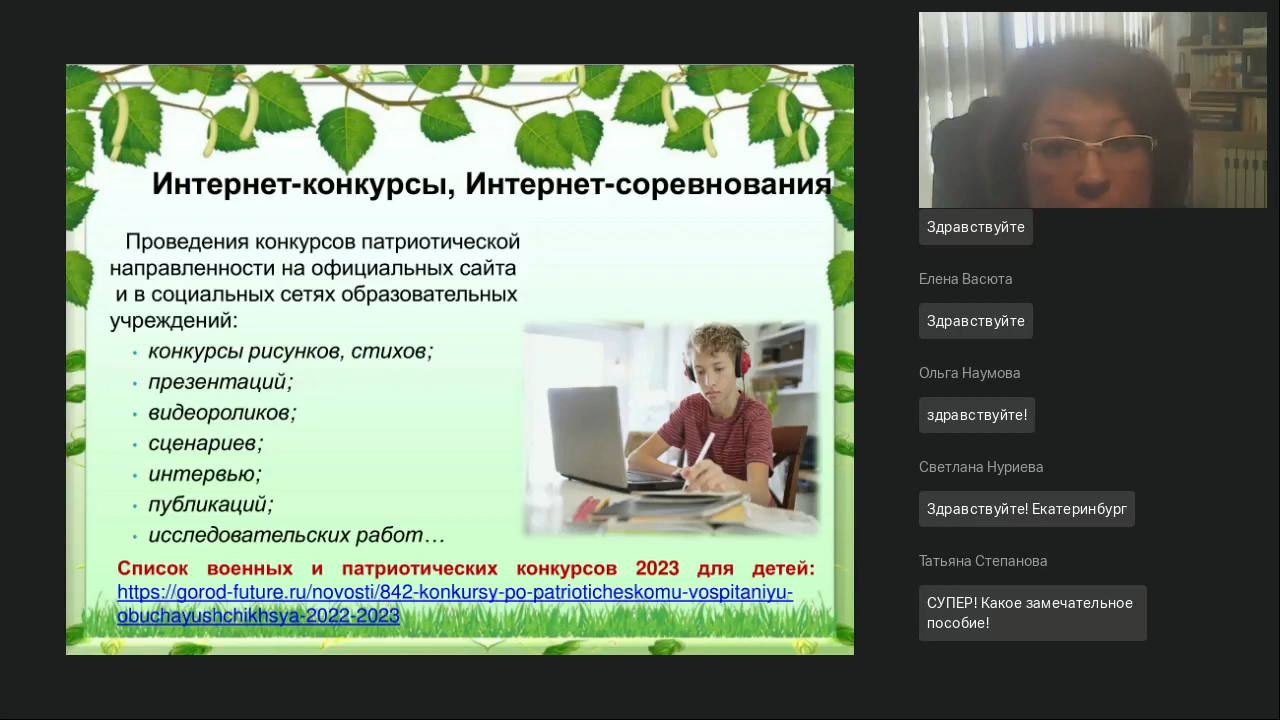 Интернет-конкурсы, Интернет-соревнования
Проведения конкурсов патриотической
направленности на официальных сайта
и в социальных сетях образовательных
учреждений:
• конкурсы рисунков, стихов;
• презентаций;
• видеороликов;
• сценариев;
• интервью;
• публикаций;
• исследовательских работ…
Список военных и патриотических конкурсов 2023 для детей:
https://gorod-future.ru/novosti/842-konkursy-po-patrioticheskomu-vospitaniyu-
obuchayushchikhsya-2022-2023
Здравствуйте
Елена Васюта
Здравствуйте
Ольга Наумова
здравствуйте!
Светлана Нуриева
Здравствуйте! Екатеринбург
Татьяна Степанова
СУПЕР! Какое замечательное
пособие!